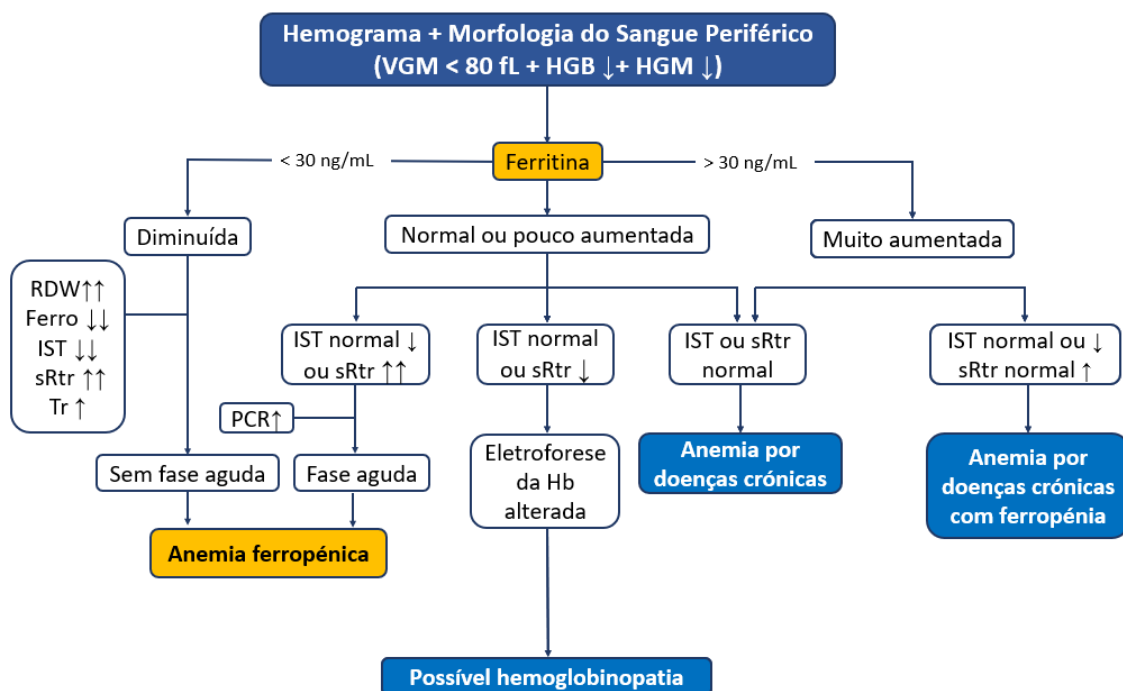 Hemograma + Morfologia do Sangue Periférico
(VGM < 80 fL + HGB ↓+ HGM ↓)
< 30 ng/mL
Ferritina
> 30 ng/mL
Diminuída
Normal ou pouco aumentada
Muito aumentada
RDW↑↑
Ferro ↓↓
IST ↓↓
sRtr ↑↑
Tr ↑
IST normal ↓
ou sRtr ↑↑
IST normal
ou sRtr ↓
IST ou sRtr
normal
IST normal ou ↓
sRtr normal ↑
PCR↑
Sem fase aguda
Fase aguda
Eletroforese
da Hb
alterada
Anemia por
doenças crónicas
Anemia por
doenças crónicas
com ferropénia
Anemia ferropénica
Possível hemoglobinopatia